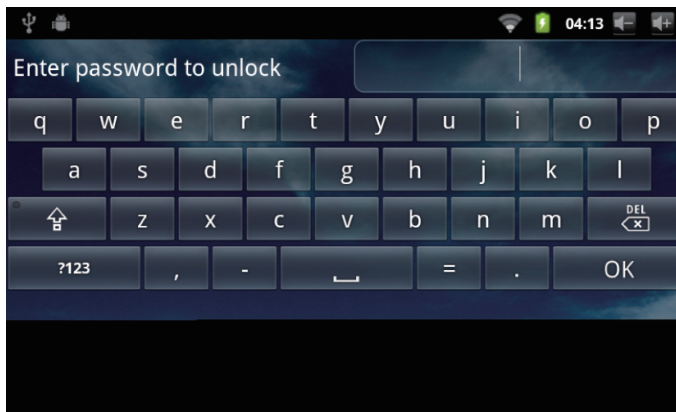 04:13
Enter password to unlock
q w e r t y u i o p
a s d f g h j k l
z x c v b n m DEL
?123 , - = . OK